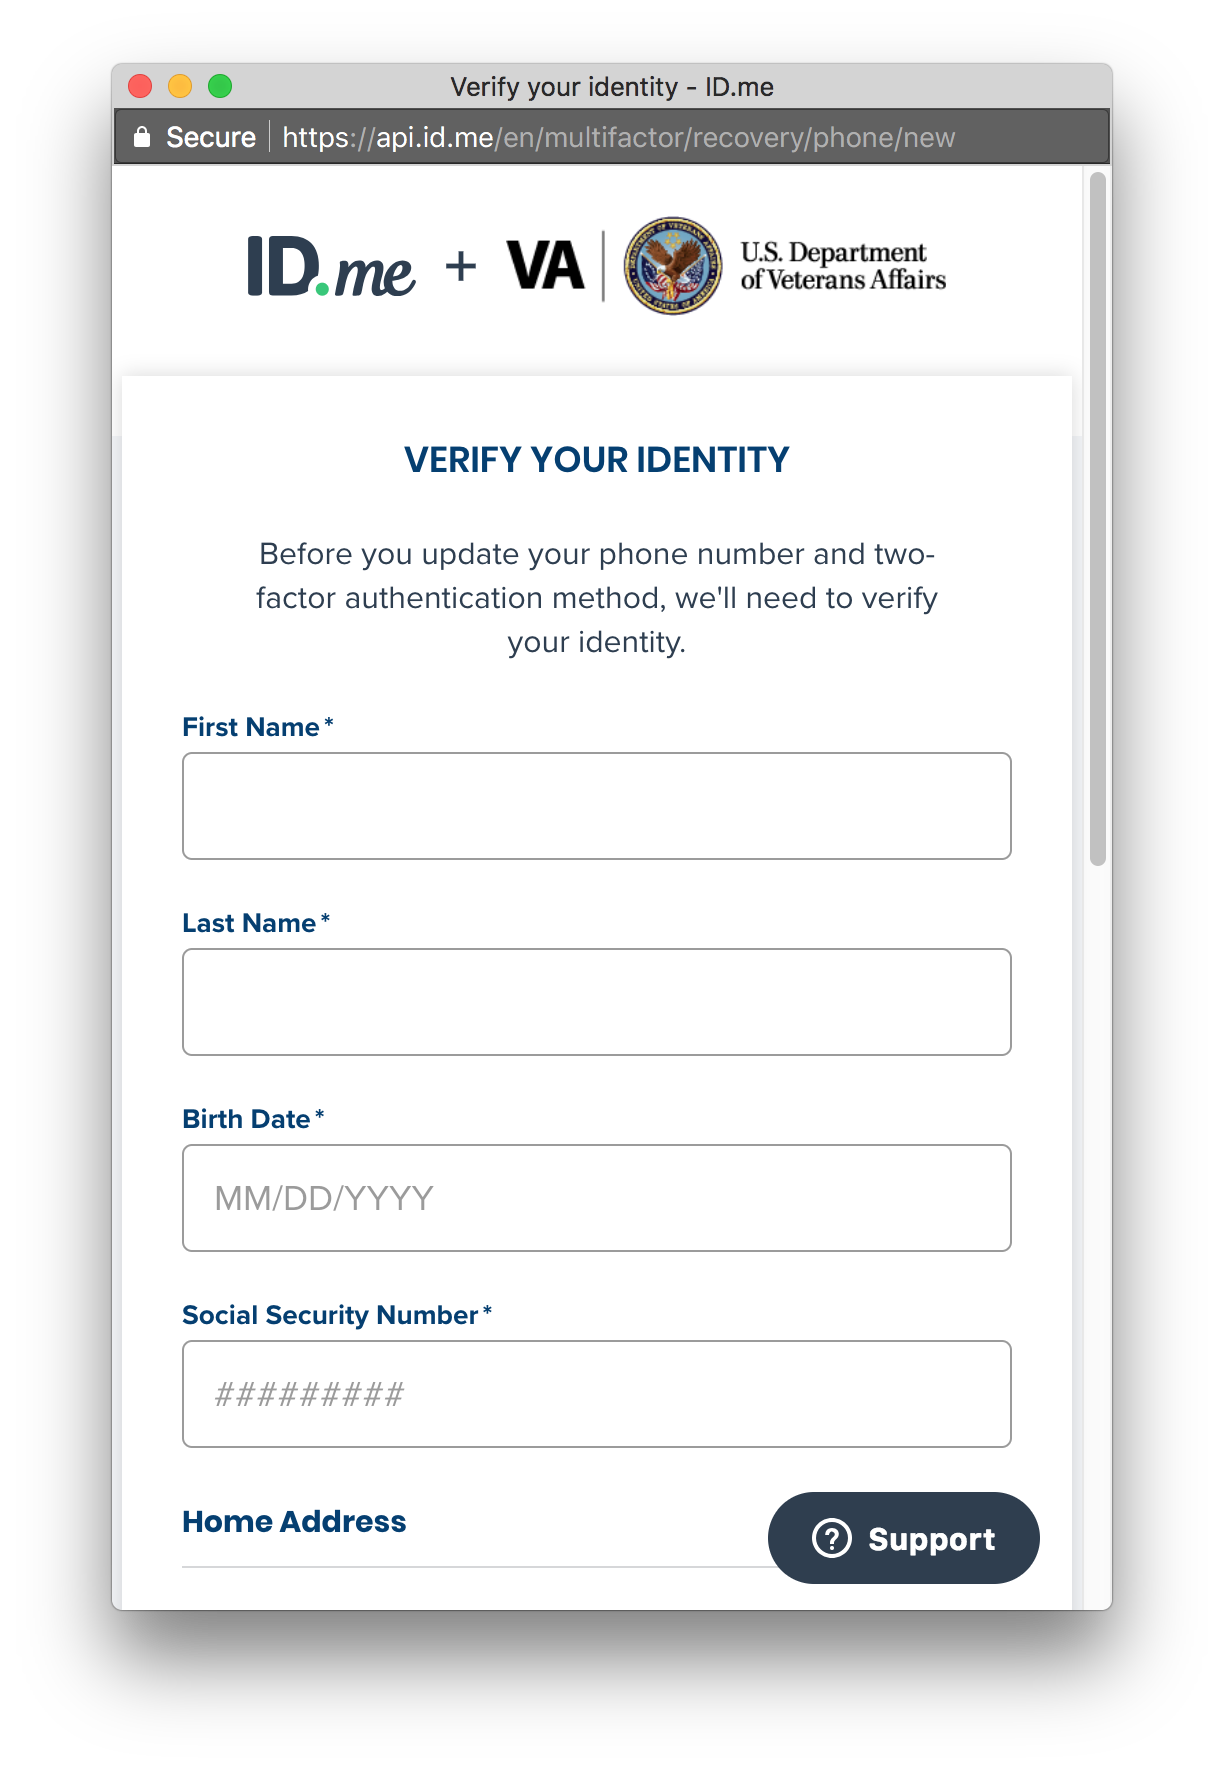 Verify your identity - ID.me
Secure https://api.id.me/en/multifactor/recovery/phone/new
ID.me + VA U.S. Department
of Veterans Affairs
VERIFY YOUR IDENTITY
Before you update your phone number and two-
factor authentication method, we'll need to verify
your identity.
First Name*
Last Name*
Birth Date*
MM/DD/YYYY
Social Security Number*
#########
Home Address
? Support